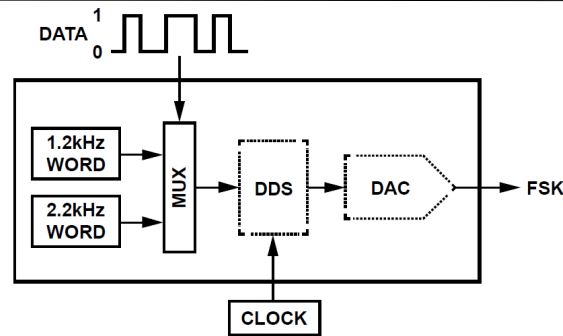 1
DATA
0
1.2kHz
WORD
2.2kHz
WORD
MUX
DDS
DAC
FSK
CLOCK